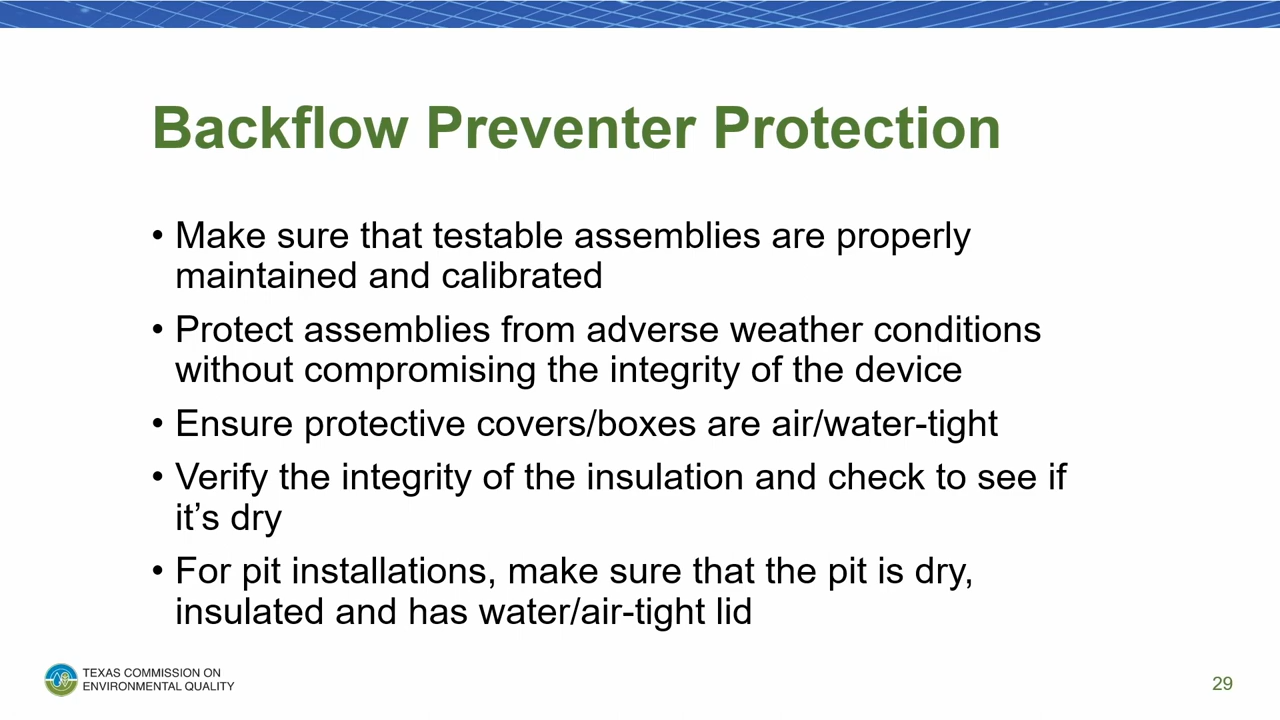 Backflow Preventer Protection
• Make sure that testable assemblies are properly
maintained and calibrated
• Protect assemblies from adverse weather conditions
without compromising the integrity of the device
• Ensure protective covers/boxes are air/water-tight
• Verify the integrity of the insulation and check to see if
it’s dry
• For pit installations, make sure that the pit is dry,
insulated and has water/air-tight lid
TEXAS COMMISSION ON
ENVIRONMENTAL QUALITY
29